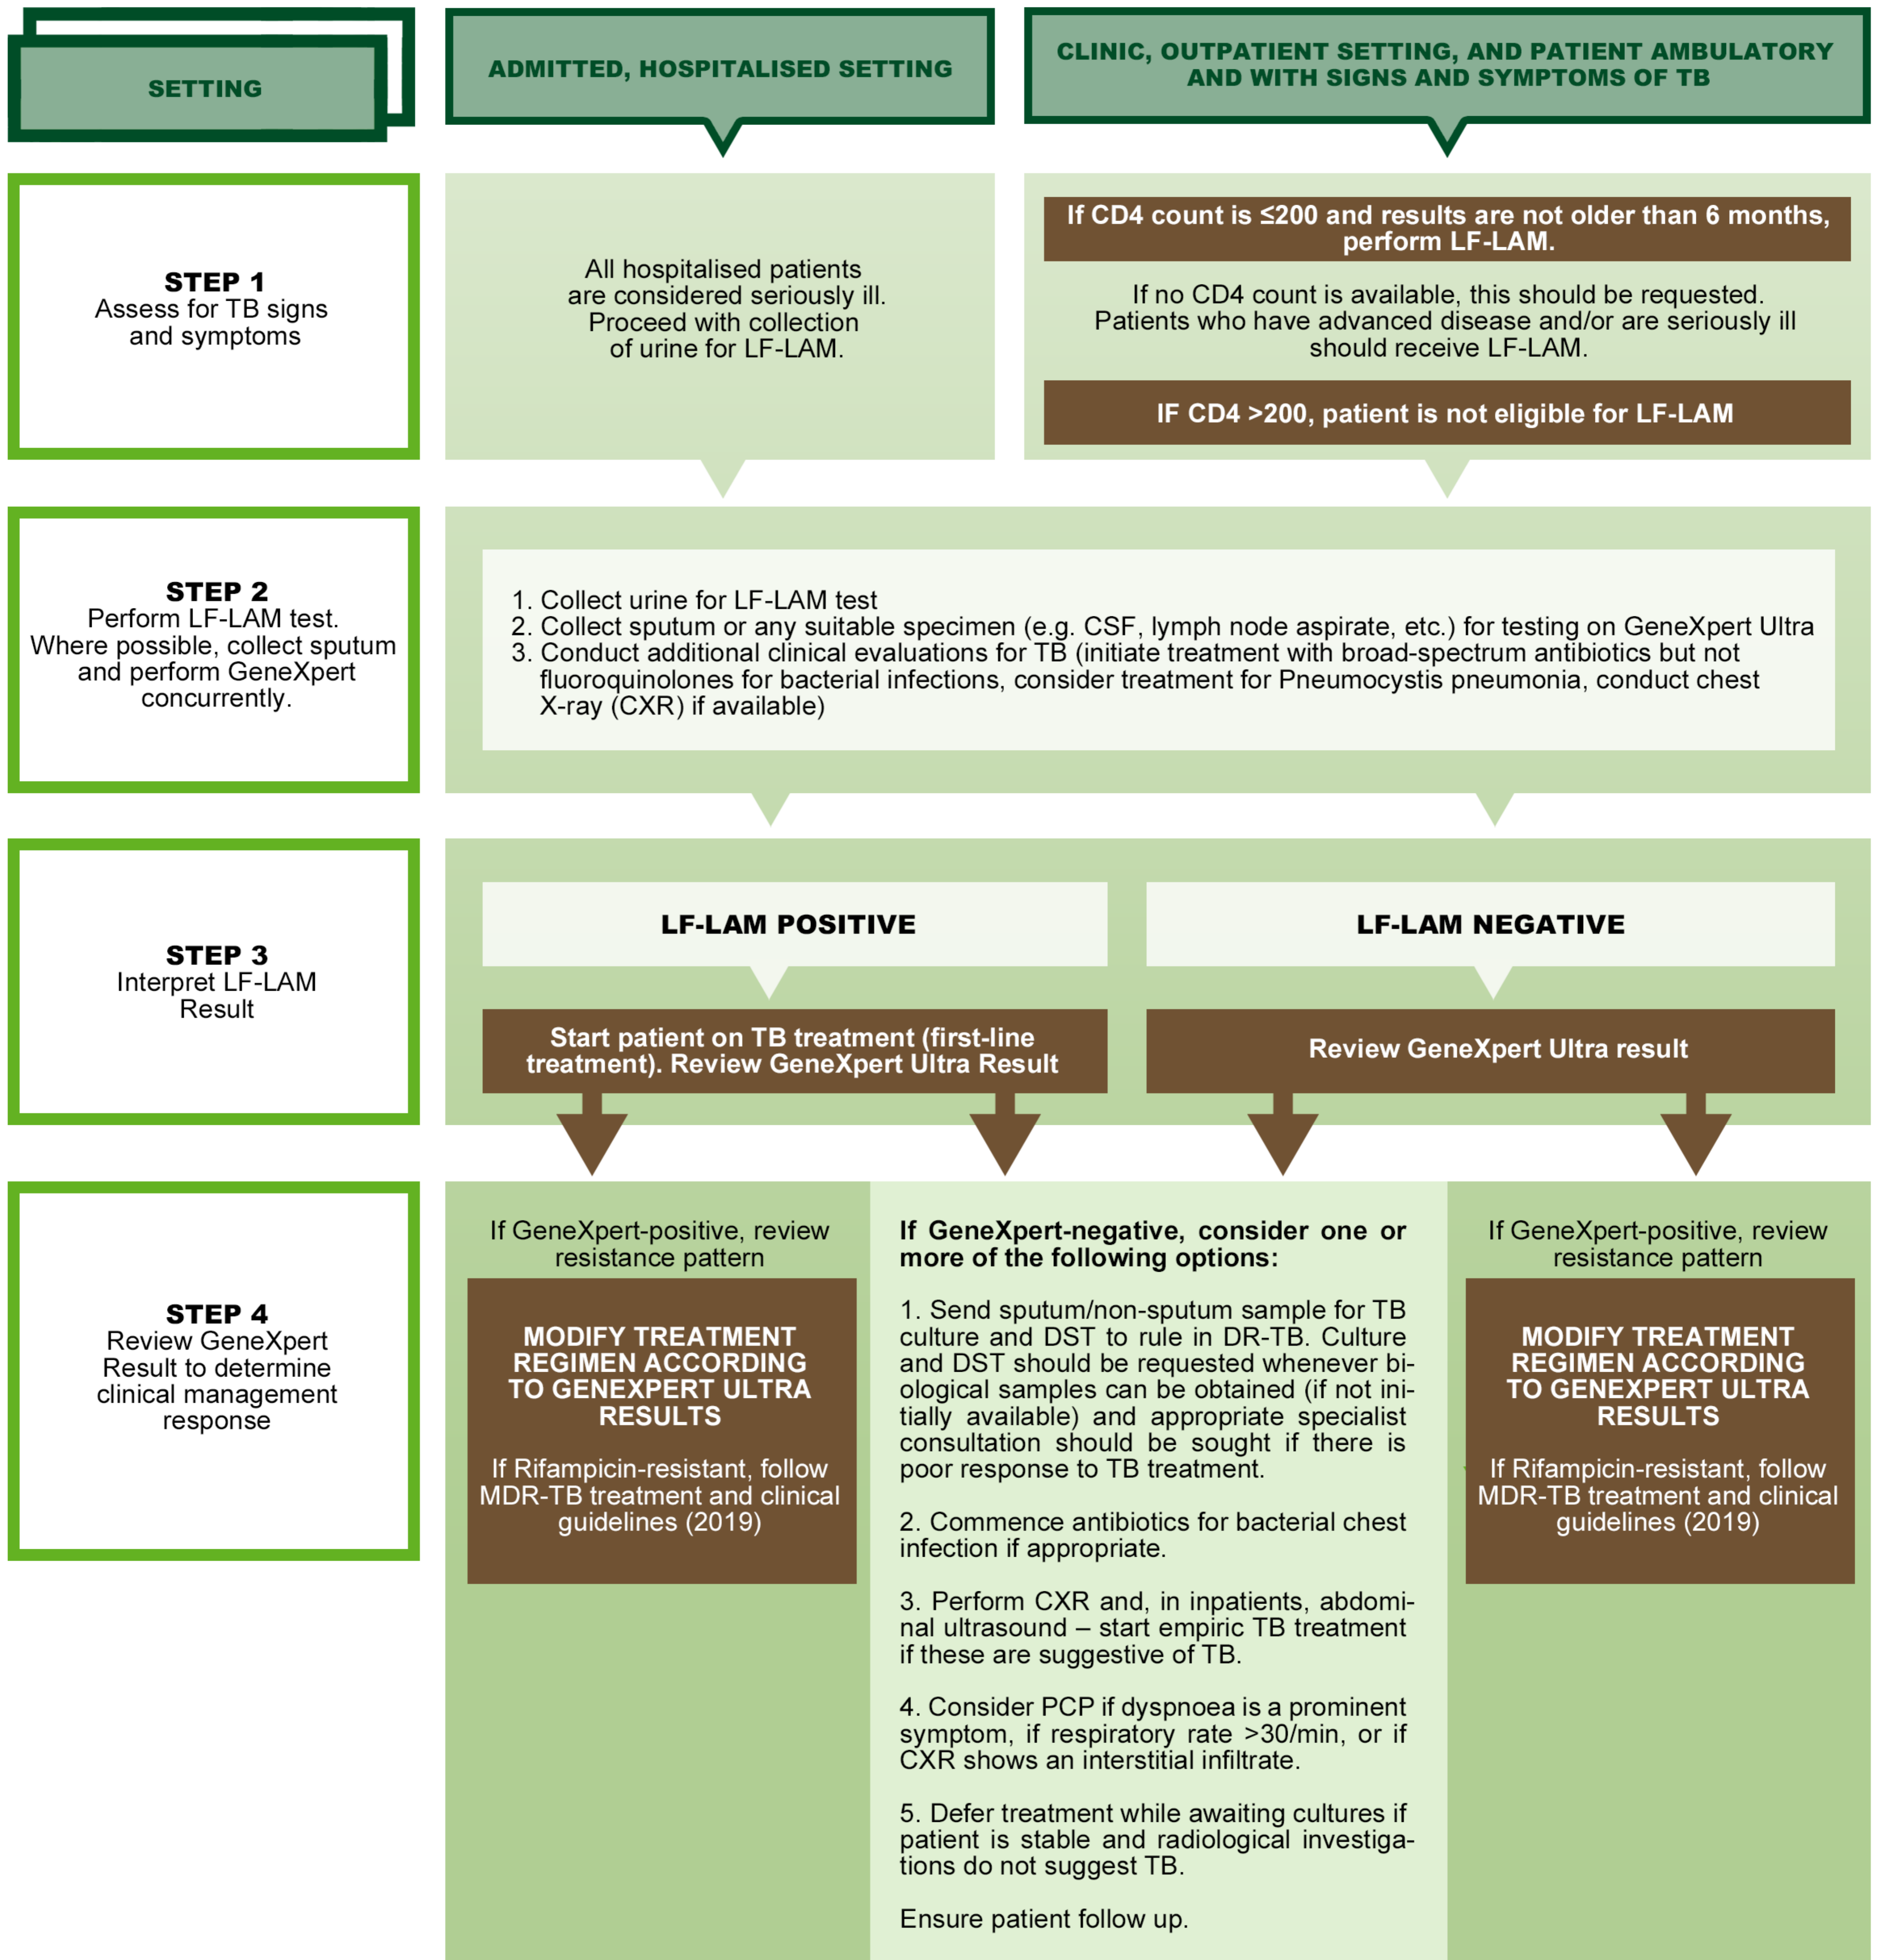 SETTING
ADMITTED, HOSPITALISED SETTING
CLINIC, OUTPATIENT SETTING, AND PATIENT AMBULATORY
AND WITH SIGNS AND SYMPTOMS OF TB
STEP 1
Assess for TB signs
and symptoms
All hospitalised patients
are considered seriously ill.
Proceed with collection
of urine for LF-LAM.
If CD4 count is ≤200 and results are not older than 6 months,
perform LF-LAM.
If no CD4 count is available, this should be requested.
Patients who have advanced disease and/or are seriously ill
should receive LF-LAM.
IF CD4 >200, patient is not eligible for LF-LAM
STEP 2
Perform LF-LAM test.
Where possible, collect sputum
and perform GeneXpert
concurrently.
1. Collect urine for LF-LAM test
2. Collect sputum or any suitable specimen (e.g. CSF, lymph node aspirate, etc.) for testing on GeneXpert Ultra
3. Conduct additional clinical evaluations for TB (initiate treatment with broad-spectrum antibiotics but not
fluoroquinolones for bacterial infections, consider treatment for Pneumocystis pneumonia, conduct chest
X-ray (CXR) if available)
STEP 3
Interpret LF-LAM
Result
LF-LAM POSITIVE
Start patient on TB treatment (first-line
treatment). Review GeneXpert Ultra Result
LF-LAM NEGATIVE
Review GeneXpert Ultra result
STEP 4
Review GeneXpert
Result to determine
clinical management
response
If GeneXpert-positive, review
resistance pattern
MODIFY TREATMENT
REGIMEN ACCORDING
TO GENEXPERT ULTRA
RESULTS
If Rifampicin-resistant, follow
MDR-TB treatment and clinical
guidelines (2019)
If GeneXpert-negative, consider one or
more of the following options:
1. Send sputum/non-sputum sample for TB
culture and DST to rule in DR-TB. Culture
and DST should be requested whenever bi-
ological samples can be obtained (if not ini-
tially available) and appropriate specialist
consultation should be sought if there is
poor response to TB treatment.
2. Commence antibiotics for bacterial chest
infection if appropriate.
3. Perform CXR and, in inpatients, abdomi-
nal ultrasound – start empiric TB treatment
if these are suggestive of TB.
4. Consider PCP if dyspnoea is a prominent
symptom, if respiratory rate >30/min, or if
CXR shows an interstitial infiltrate.
5. Defer treatment while awaiting cultures if
patient is stable and radiological investiga-
tions do not suggest TB.
Ensure patient follow up.
If GeneXpert-positive, review
resistance pattern
MODIFY TREATMENT
REGIMEN ACCORDING
TO GENEXPERT ULTRA
RESULTS
If Rifampicin-resistant, follow
MDR-TB treatment and clinical
guidelines (2019)